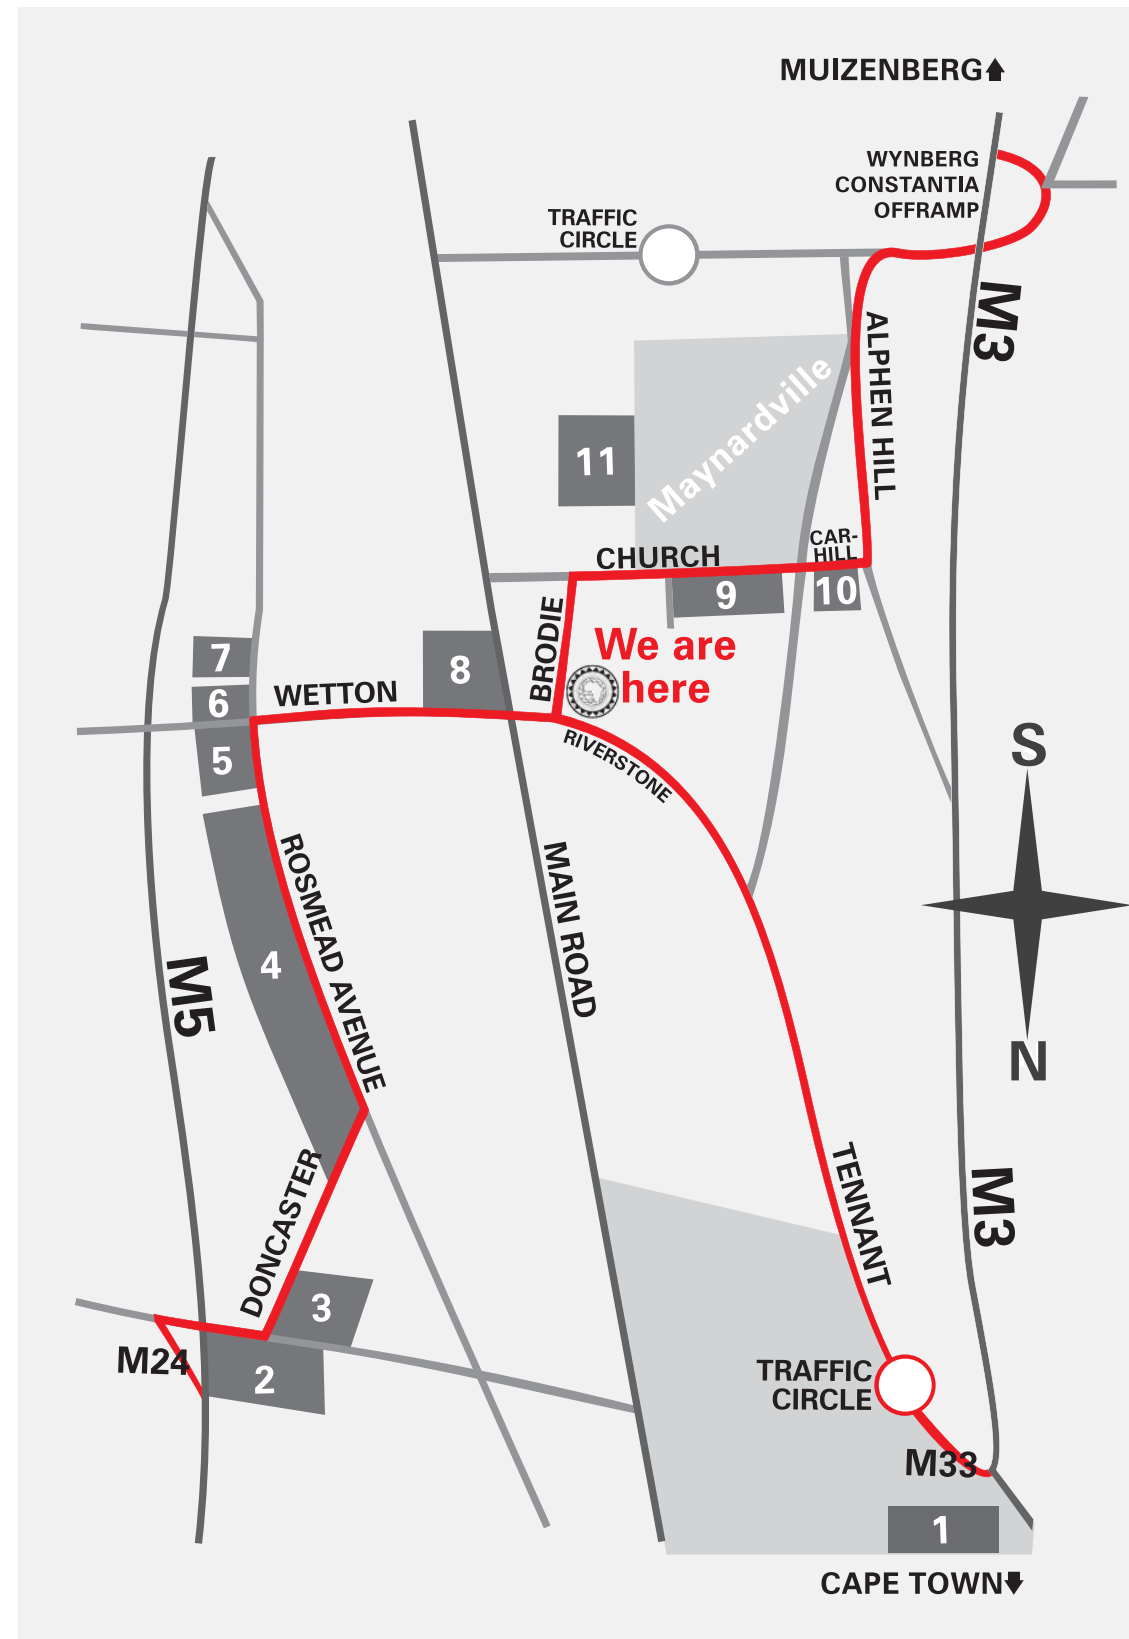 MUIZENBERG
WYNBERG
CONSTANTIA
OFFRAMP
TRAFFIC
CIRCLE
M3
ALPHEN HILL
Maynardville
11
CAR-
HILL
CHURCH
9
10
BRODIE
We are
here
7
6
5
8
WETTON
RIVERSTONE
S
N
ROSMEAD AVENUE
MAIN ROAD
4
M5
TENNANT
M3
DONCASTER
3
M24
2
TRAFFIC
CIRCLE
M33
1
CAPE TOWN